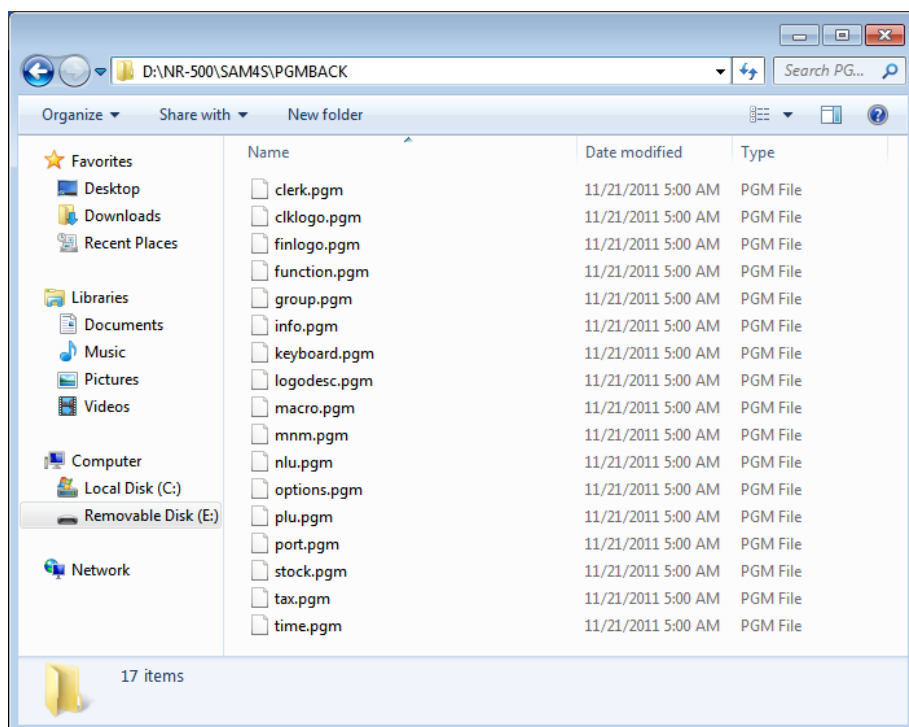 D:\NR-500\SAM4S\PGMBACK
Search PG...
Organize Share with New folder
Favorites
Desktop
Downloads
Recent Places
Libraries
Documents
Music
Pictures
Videos
Computer
Local Disk (C:)
Removable Disk (E:)
Network
Name Date modified Type
clerk.pgm 11/21/2011 5:00 AM PGM File
clklogo.pgm 11/21/2011 5:00 AM PGM File
finlogo.pgm 11/21/2011 5:00 AM PGM File
function.pgm 11/21/2011 5:00 AM PGM File
group.pgm 11/21/2011 5:00 AM PGM File
info.pgm 11/21/2011 5:00 AM PGM File
keyboard.pgm 11/21/2011 5:00 AM PGM File
logodesc.pgm 11/21/2011 5:00 AM PGM File
macro.pgm 11/21/2011 5:00 AM PGM File
mnm.pgm 11/21/2011 5:00 AM PGM File
nlu.pgm 11/21/2011 5:00 AM PGM File
options.pgm 11/21/2011 5:00 AM PGM File
plu.pgm 11/21/2011 5:00 AM PGM File
port.pgm 11/21/2011 5:00 AM PGM File
stock.pgm 11/21/2011 5:00 AM PGM File
tax.pgm 11/21/2011 5:00 AM PGM File
time.pgm 11/21/2011 5:00 AM PGM File
17 items